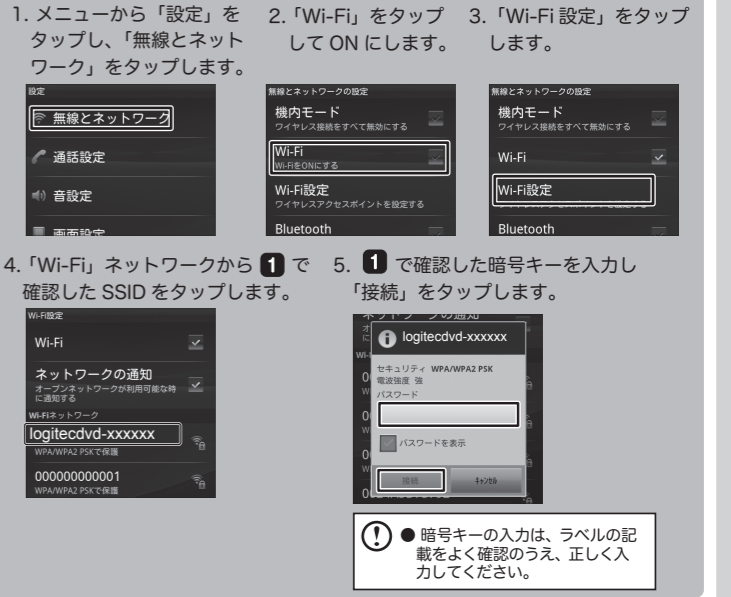 1. メニューから「設定」を
タップし、「無線とネット
ワーク」をタップします。
設定
無線とネットワーク
通話設定
音設定
画面設定
2.「Wi-Fi」をタップ
して ON にします。
無線とネットワークの設定
機内モード
ワイヤレス接続をすべて無効にする
Wi-Fi
Wi-FiをONにする
Wi-Fi設定
ワイヤレスアクセスポイントを設定する
Bluetooth
3.「Wi-Fi 設定」をタップ
します。
無線とネットワークの設定
機内モード
ワイヤレス接続をすべて無効にする
Wi-Fi
Wi-Fi設定
Bluetooth
4.「Wi-Fi」ネットワークから 1 で
確認した SSID をタップします。
Wi-Fi設定
Wi-Fi
ネットワークの通知
オープンネットワークが利用可能な時
に通知する
Wi-Fiネットワーク
logitecdvd-xxxxxx
WPA/WPA2 PSKで保護
000000000001
WPA/WPA2 PSKで保護
5. 1 で確認した暗号キーを入力し
「接続」をタップします。
ネットワークの通知
logitecdvd-xxxxxx
セキュリティ WPA/WPA2 PSK
電波強度 強
パスワード
パスワードを表示
接続
ｷｬﾝｾﾙ
● 暗号キーの入力は、ラベルの記
載をよく確認のうえ、正しく入
力してください。